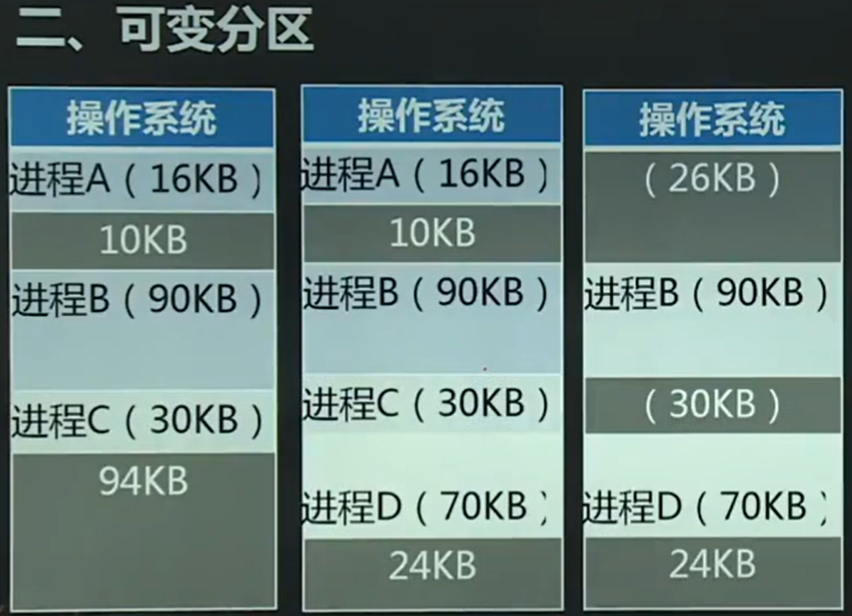 二、可变分区
操作系统
进程A（16KB）
10KB
进程B（90KB）
进程C（30KB）
94KB
操作系统
进程A（16KB）
10KB
进程B（90KB）
进程C（30KB）
进程D（70KB）
24KB
操作系统
（26KB）
进程B（90KB）
（30KB）
进程D（70KB）
24KB